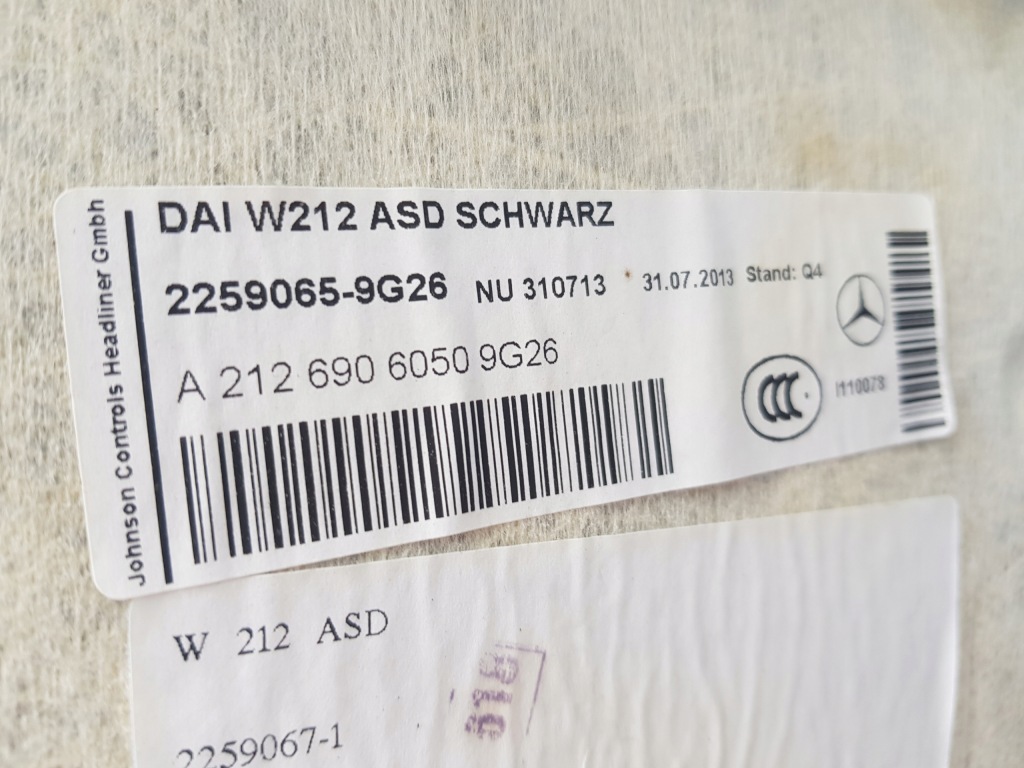 Johnson Controls Headliner Gmbh
DAI W212 ASD SCHWARZ
2259065-9G26 NU 310713 31.07.2013 Stand: Q4
A 212 690 6050 9G26
I110078
W 212 ASD
2259067-1